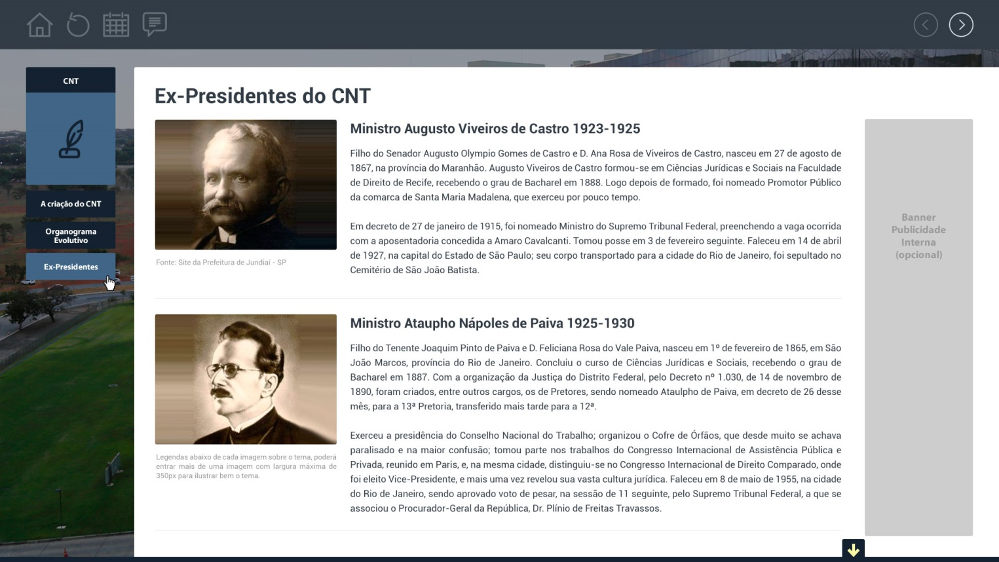 CNT
A criação do CNT
Organograma
Evolutivo
Ex-Presidentes
Ex-Presidentes do CNT
Fonte: Site da Prefeitura de Jundiaí - SP
Ministro Augusto Viveiros de Castro 1923-1925
Filho do Senador Augusto Olympio Gomes de Castro e D. Ana Rosa de Viveiros de Castro, nasceu em 27 de agosto de
1867, na província do Maranhão. Augusto Viveiros de Castro formou-se em Ciências Jurídicas e Sociais na Faculdade
de Direito de Recife, recebendo o grau de Bacharel em 1888. Logo depois de formado, foi nomeado Promotor Público
da comarca de Santa Maria Madalena, que exerceu por pouco tempo.
Em decreto de 27 de janeiro de 1915, foi nomeado Ministro do Supremo Tribunal Federal, preenchendo a vaga ocorrida
com a aposentadoria concedida a Amaro Cavalcanti. Tomou posse em 3 de fevereiro seguinte. Faleceu em 14 de abril
de 1927, na capital do Estado de São Paulo; seu corpo transportado para a cidade do Rio de Janeiro, foi sepultado no
Cemitério de São João Batista.
Legendas abaixo de cada imagem sobre o tema, poderá
entrar mais de uma imagem com largura máxima de
350px para ilustrar bem o tema.
Ministro Ataupho Nápoles de Paiva 1925-1930
Filho do Tenente Joaquim Pinto de Paiva e D. Feliciana Rosa do Vale Paiva, nasceu em 1º de fevereiro de 1865, em São
João Marcos, província do Rio de Janeiro. Concluiu o curso de Ciências Jurídicas e Sociais, recebendo o grau de
Bacharel em 1887. Com a organização da Justiça do Distrito Federal, pelo Decreto nº 1.030, de 14 de novembro de
1890, foram criados, entre outros cargos, os de Pretores, sendo nomeado Ataulpho de Paiva, em decreto de 26 desse
mês, para a 13ª Pretoria, transferido mais tarde para a 12ª.
Exerceu a presidência do Conselho Nacional do Trabalho; organizou o Cofre de Órfãos, que desde muito se achava
paralisado e na maior confusão; tomou parte nos trabalhos do Congresso Internacional de Assistência Pública e
Privada, reunido em Paris, e, na mesma cidade, distinguiu-se no Congresso Internacional de Direito Comparado, onde
foi eleito Vice-Presidente, e mais uma vez revelou sua vasta cultura jurídica. Faleceu em 8 de maio de 1955, na cidade
do Rio de Janeiro, sendo aprovado voto de pesar, na sessão de 11 seguinte, pelo Supremo Tribunal Federal, a que se
associou o Procurador-Geral da República, Dr. Plínio de Freitas Travassos.
Banner
Publicidade
Interna
(opcional)